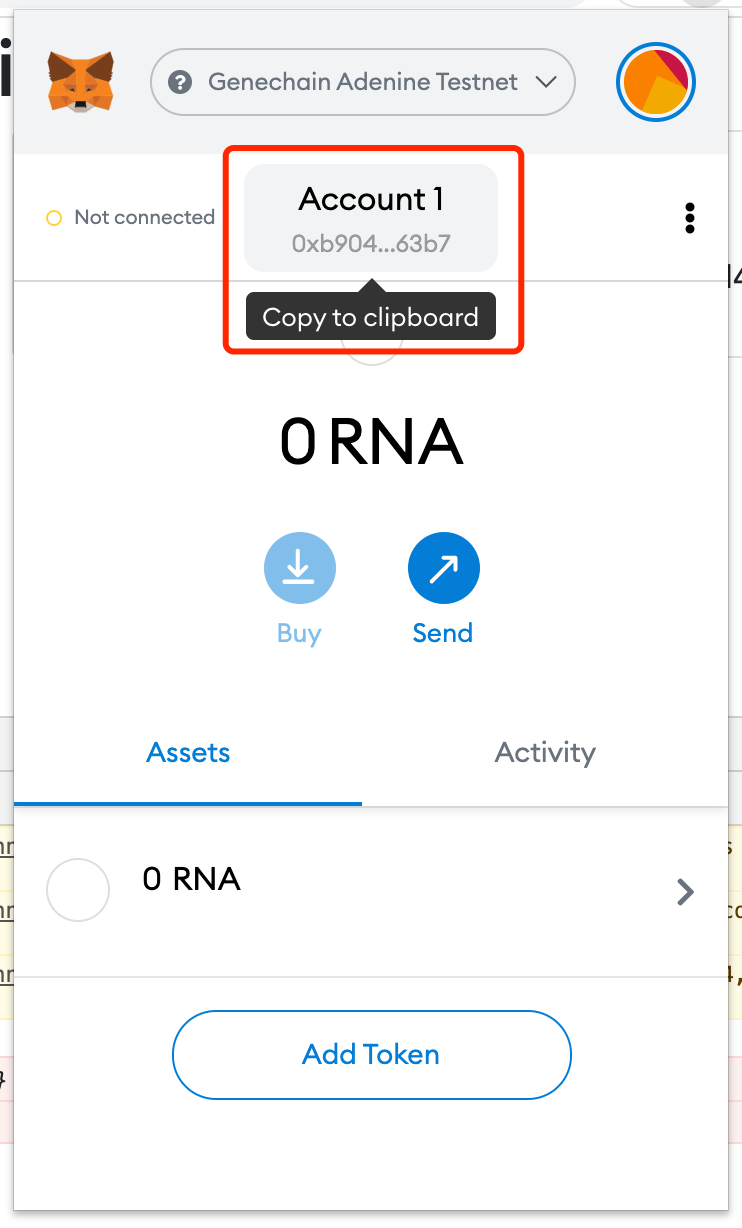 Genechain Adenine Testnet
Not connected
Account 1
0xb904...63b7
Copy to clipboard
0 RNA
Buy
Send
Assets
Activity
0 RNA
Add Token